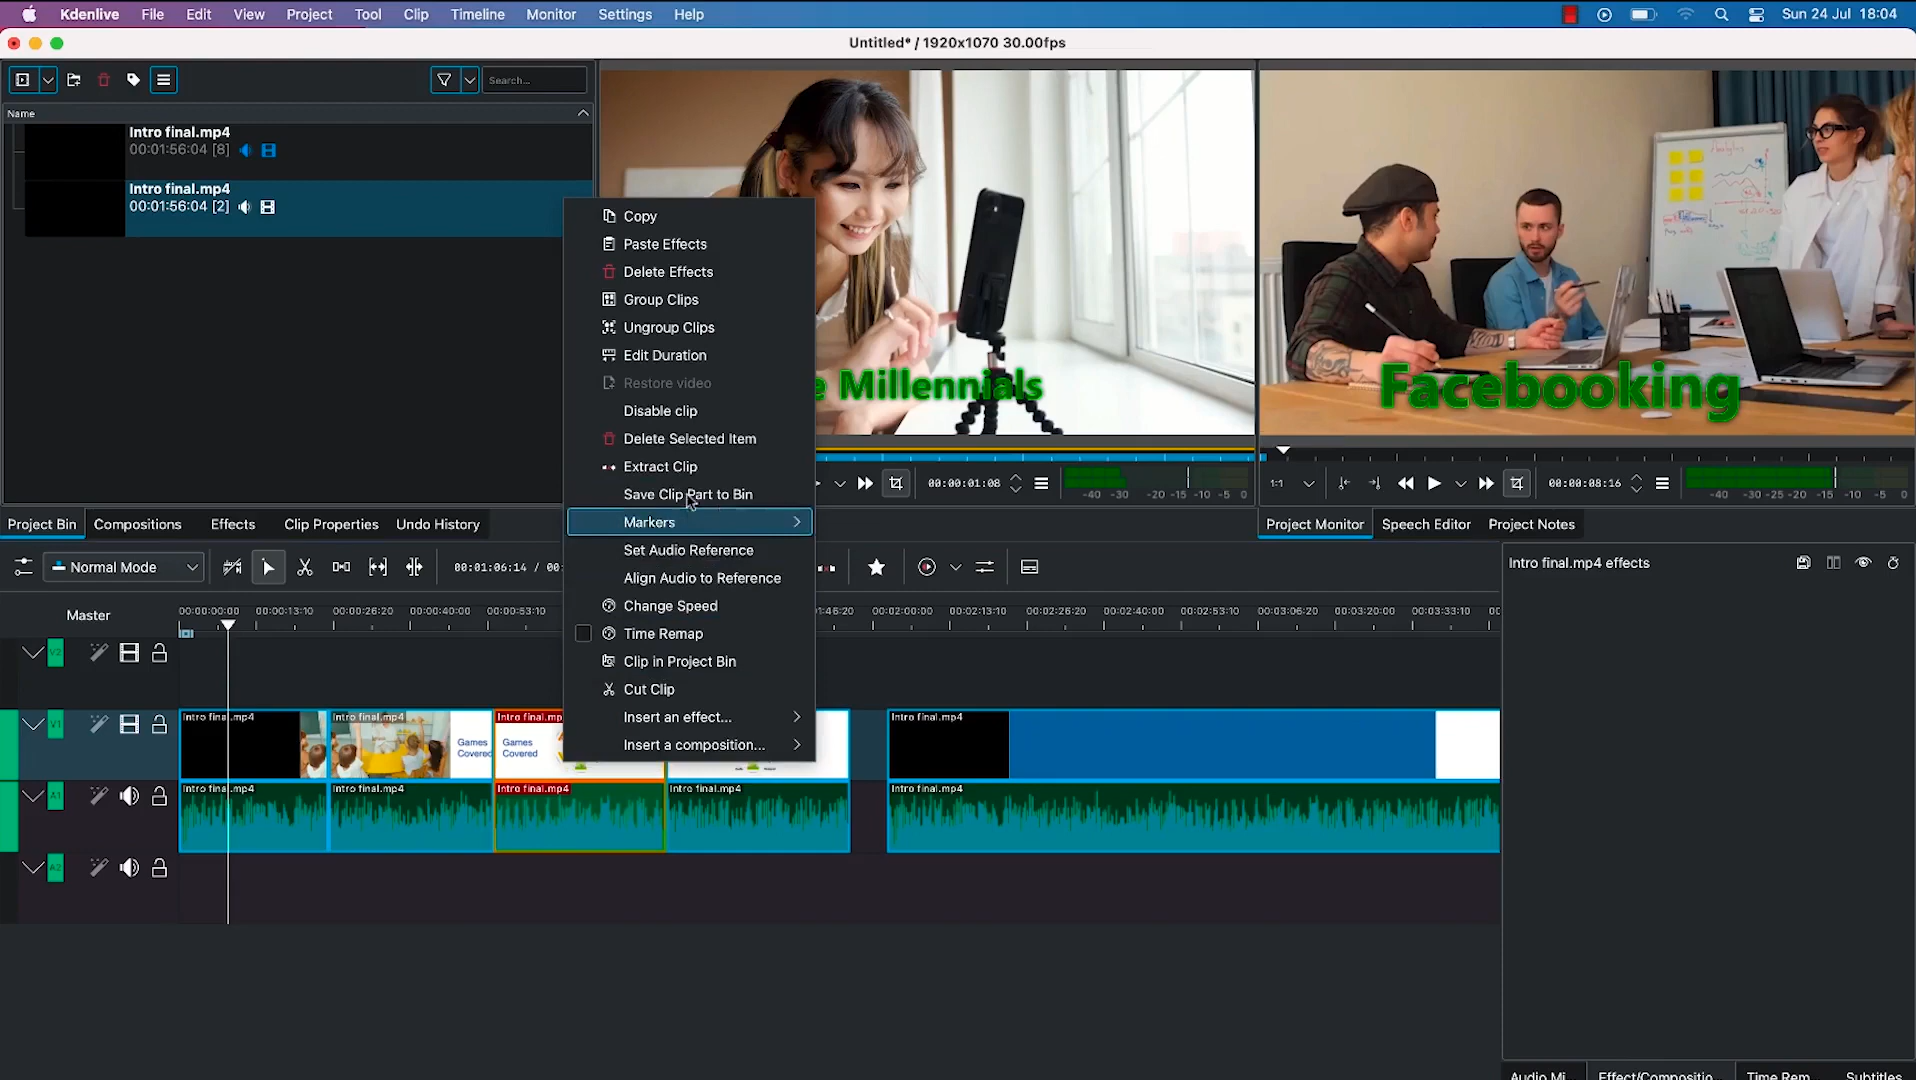 Kdenlive File Edit View Project Tool Clip Timeline Monitor Settings Help Sun 24 Jul 18:04
Untitled* / 1920x1070 30.00fps
Search...
Name
Intro final.mp4
00:01:56:04 [8]
Intro final.mp4
00:01:56:04 [2]
Copy
Paste Effects
Delete Effects
Group Clips
Ungroup Clips
Edit Duration
Restore video
Disable clip
Delete Selected Item
Extract Clip
Save Clip Part to Bin
Markers
Set Audio Reference
Align Audio to Reference
Change Speed
Time Remap
Clip in Project Bin
Cut Clip
Insert an effect...
Insert a composition...
e Millennials
Facebooking
00:00:01:08
-40 -30 -20 -15 -10 -5 0
1:1
00:00:08:16
-40 -30 -20 -15 -10 -5 0
Project Bin Compositions Effects Clip Properties Undo History
Project Monitor Speech Editor Project Notes
Normal Mode
00:01:06:14 / 00:
Intro final.mp4 effects
Master
00:00:00:00 00:00:13:10 00:00:26:20 00:00:40:00 00:00:53:10 :46:20 00:02:00:00 00:02:13:10 00:02:26:20 00:02:40:00 00:02:53:10 00:03:06:20 00:03:20:00 00:03:33:10
V2
V1
Intro final.mp4 Intro final.mp4 Intro final.mp Intro final.mp4
Games Covered Games Covered
A1
Intro final.mp4 Intro final.mp4 Intro final.mp4 Intro final.mp4 Intro final.mp4
A2
Audio Mi... Effect/Compositio... Time Rem... Subtitles